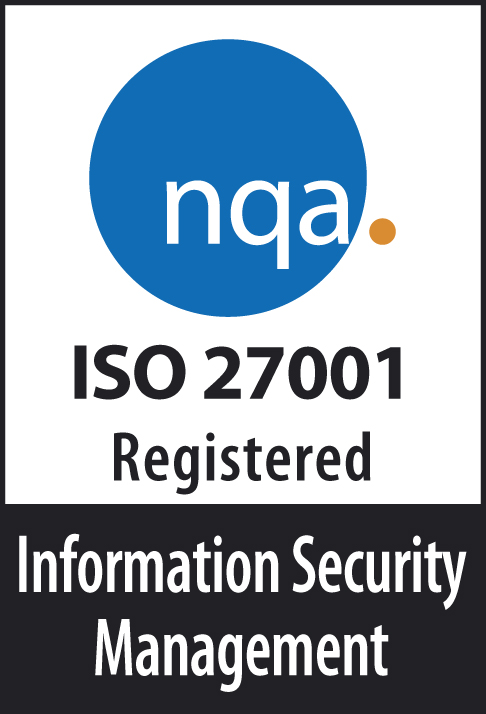 nqa.
ISO 27001
Registered
Information Security
Management